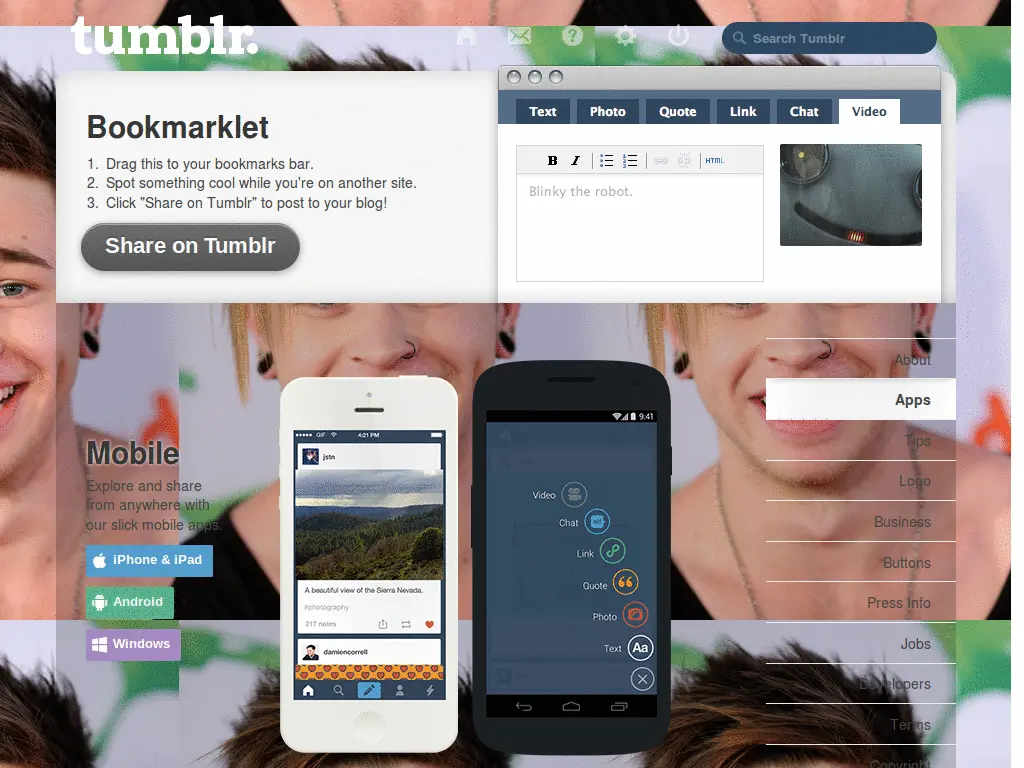 tumblr.
Search Tumblr
Bookmarklet
1. Drag this to your bookmarks bar.
2. Spot something cool while you're on another site.
3. Click "Share on Tumblr" to post to your blog!
Share on Tumblr
Text Photo Quote Link Chat Video
B I HTML
Blinky the robot.
About
Apps
Tips
Logo
Business
Buttons
Press Info
Jobs
Developers
Terms
Copyright
Mobile
Explore and share
from anywhere with
our slick mobile apps.
iPhone & iPad
Android
Windows
GIF 4:21 PM
jstn
A beautiful view of the Sierra Nevada.
#photography
217 notes
damiencorrell
9:41
Video
Chat
Link
Quote
Photo
Text Aa